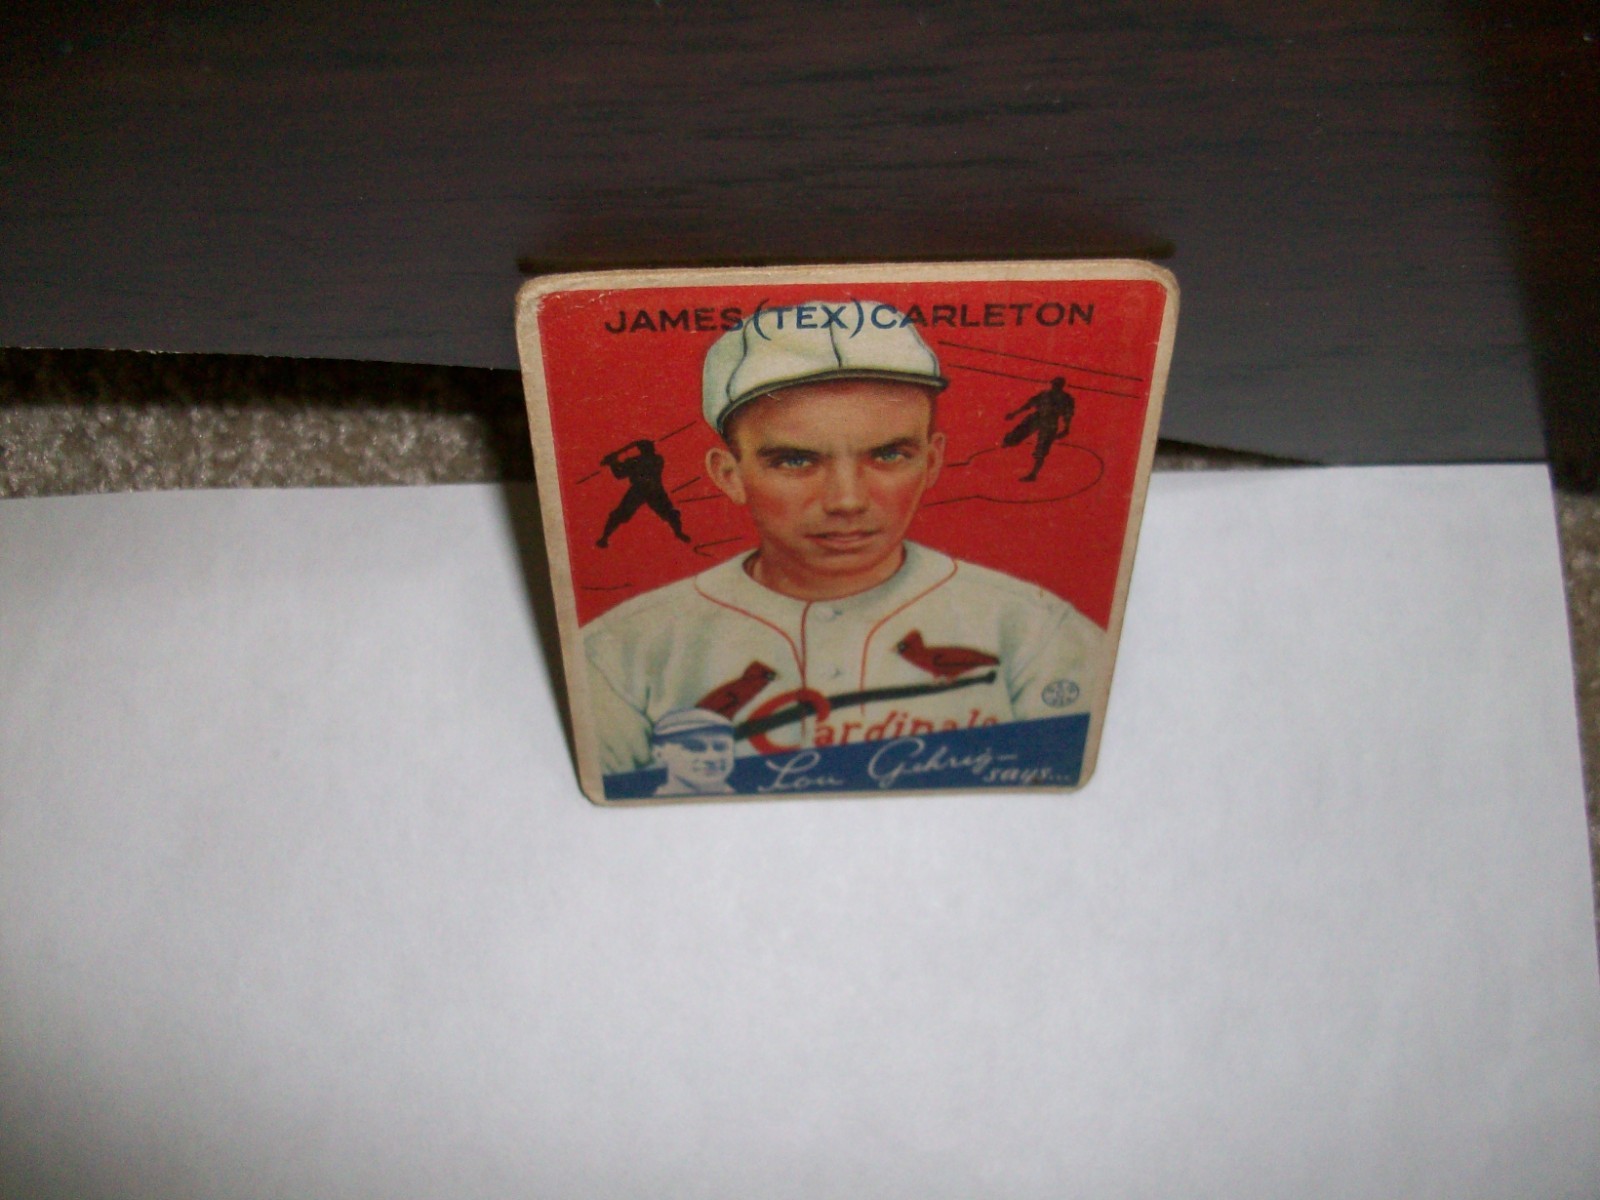 JAMES (TEX) CARLETON
Cardinals
Lou Gehrig-
says...